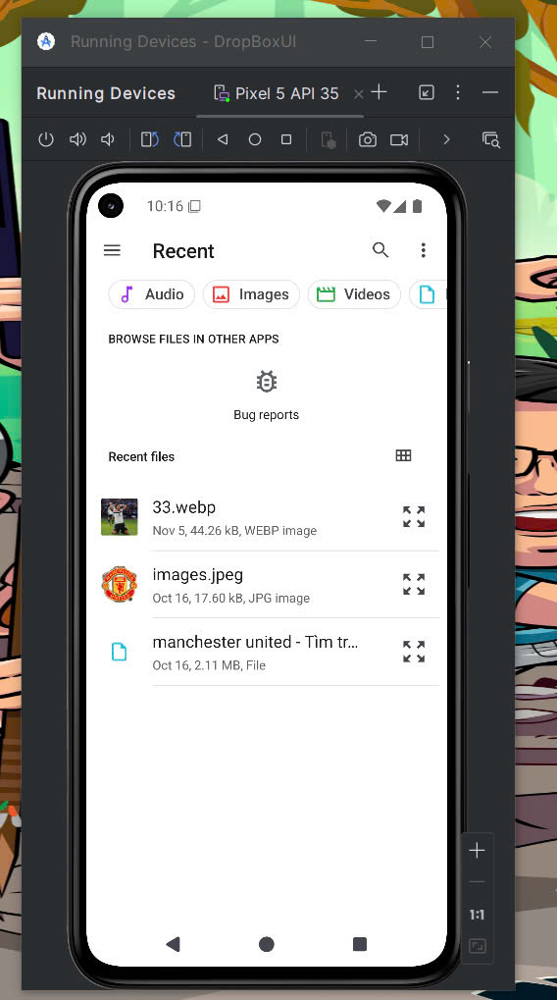 Running Devices - DropBoxUI
Running Devices
Pixel 5 API 35
10:16
Recent
Audio
Images
Videos
BROWSE FILES IN OTHER APPS
Bug reports
Recent files
33.webp
Nov 5, 44.26 kB, WEBP image
images.jpeg
Oct 16, 17.60 kB, JPG image
manchester united - Tìm tr...
Oct 16, 2.11 MB, File
1:1